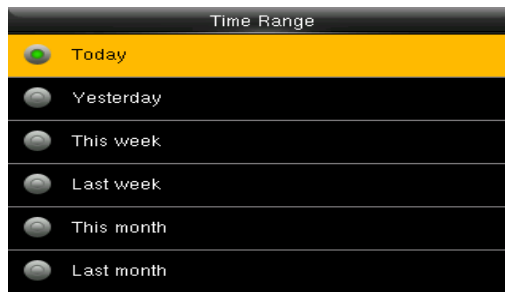 Time Range
Today
Yesterday
This week
Last week
This month
Last month